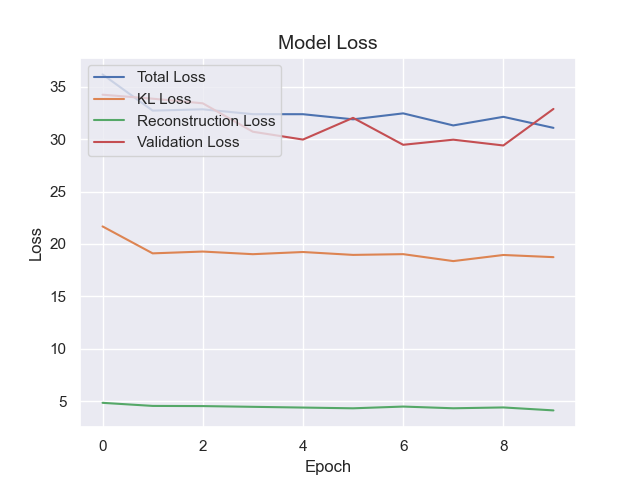 Model Loss
Total Loss
KL Loss
Reconstruction Loss
Validation Loss
35
30
25
20
15
10
5
Loss
0 2 4 6 8
Epoch